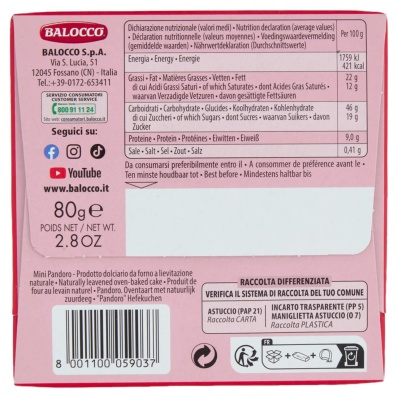 BALOCCO
BALOCCO S.p.A.
Via S. Lucia, 51
12045 Fossano (CN) - Italia
Tel.:+39-0172-653411
SERVIZIO CONSUMATORI
CUSTOMER SERVICE
800 91 11 24
Sito web: consumatori.balocco.it
Seguici su:
YouTube
www.balocco.it
80g e
POIDS NET / NET WT.
2.8 OZ
Dichiarazione nutrizionale (valori medi) • Nutrition declaration (average values)
• Déclaration nutritionnelle (valeurs moyennes) • Voedingswaardevermelding
(gemiddelde waarden) • Nährwertdeklaration (Durchschnittswerte)
Per 100 g
Energia • Energy • Energie
1759 kJ
421 kcal
Grassi • Fat • Matières Grasses • Vetten • Fett
22 g
di cui Acidi Grassi Saturi • of which Saturates • dont Acides Gras Saturés •
12 g
waarvan Verzadigde Vetzuren • davon gesättigte Fettsäuren
Carboidrati • Carbohydrate • Glucides • Koolhydraten • Kohlenhydrate
46 g
di cui Zuccheri • of which Sugars • dont Sucres • waarvan Suikers • davon
19 g
Zucker
Proteine • Protein • Protéines • Eiwitten • Eiweiß
9,0 g
Sale • Salt • Sel • Zout • Salz
0,41 g
Da consumarsi preferibilmente entro il • A consommer de préférence avant le •
Ten minste houdbaar tot • Best before • Mindestens haltbar bis
Mini Pandoro - Prodotto dolciario da forno a lievitazione
naturale • Naturally leavened oven-baked cake • Produit de
four au levain naturel • Pandoro. Oventaart met natuurlijk
zuurdeeg • "Pandoro" Hefekuchen
8 001100 059037
RACCOLTA DIFFERENZIATA
VERIFICA IL SISTEMA DI RACCOLTA DEL TUO COMUNE
ASTUCCIO (PAP 21)
Raccolta CARTA
INCARTO TRASPARENTE (PP 5)
MANIGLIETTA ASTUCCIO (O 7)
Raccolta PLASTICA
FR